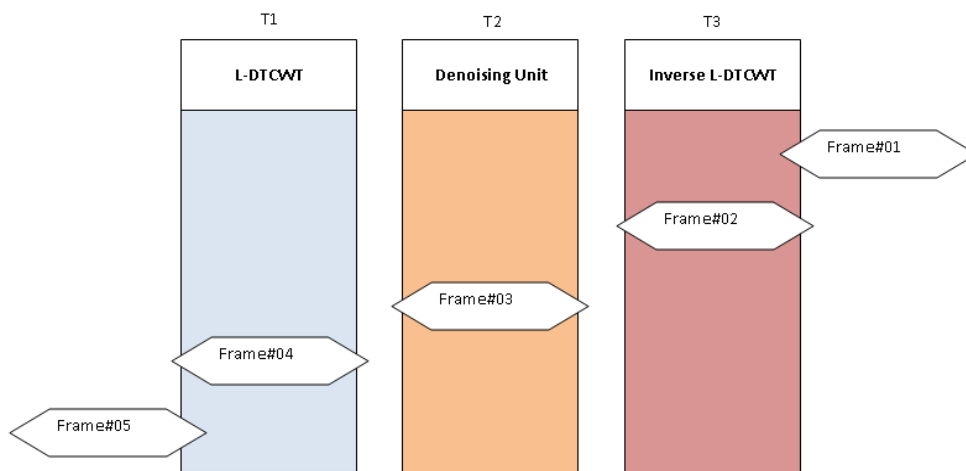 T1
T2
T3
L-DTCWT
Denoising Unit
Inverse L-DTCWT
Frame#01
Frame#02
Frame#03
Frame#04
Frame#05